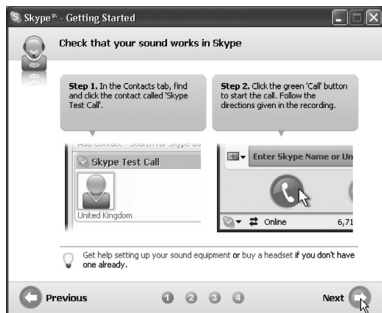 Skype™ - Getting Started
Check that your sound works in Skype
Step 1. In the Contacts tab, find
and click the contact called 'Skype
Test Call'.
Step 2. Click the green 'Call' button
to start the call. Follow the
directions given in the recording.
Skype Test Call
United Kingdom
Enter Skype Name or Un
Online 6,71
Get help setting up your sound equipment or buy a headset if you don't have
one already.
Previous 1 2 3 4 Next